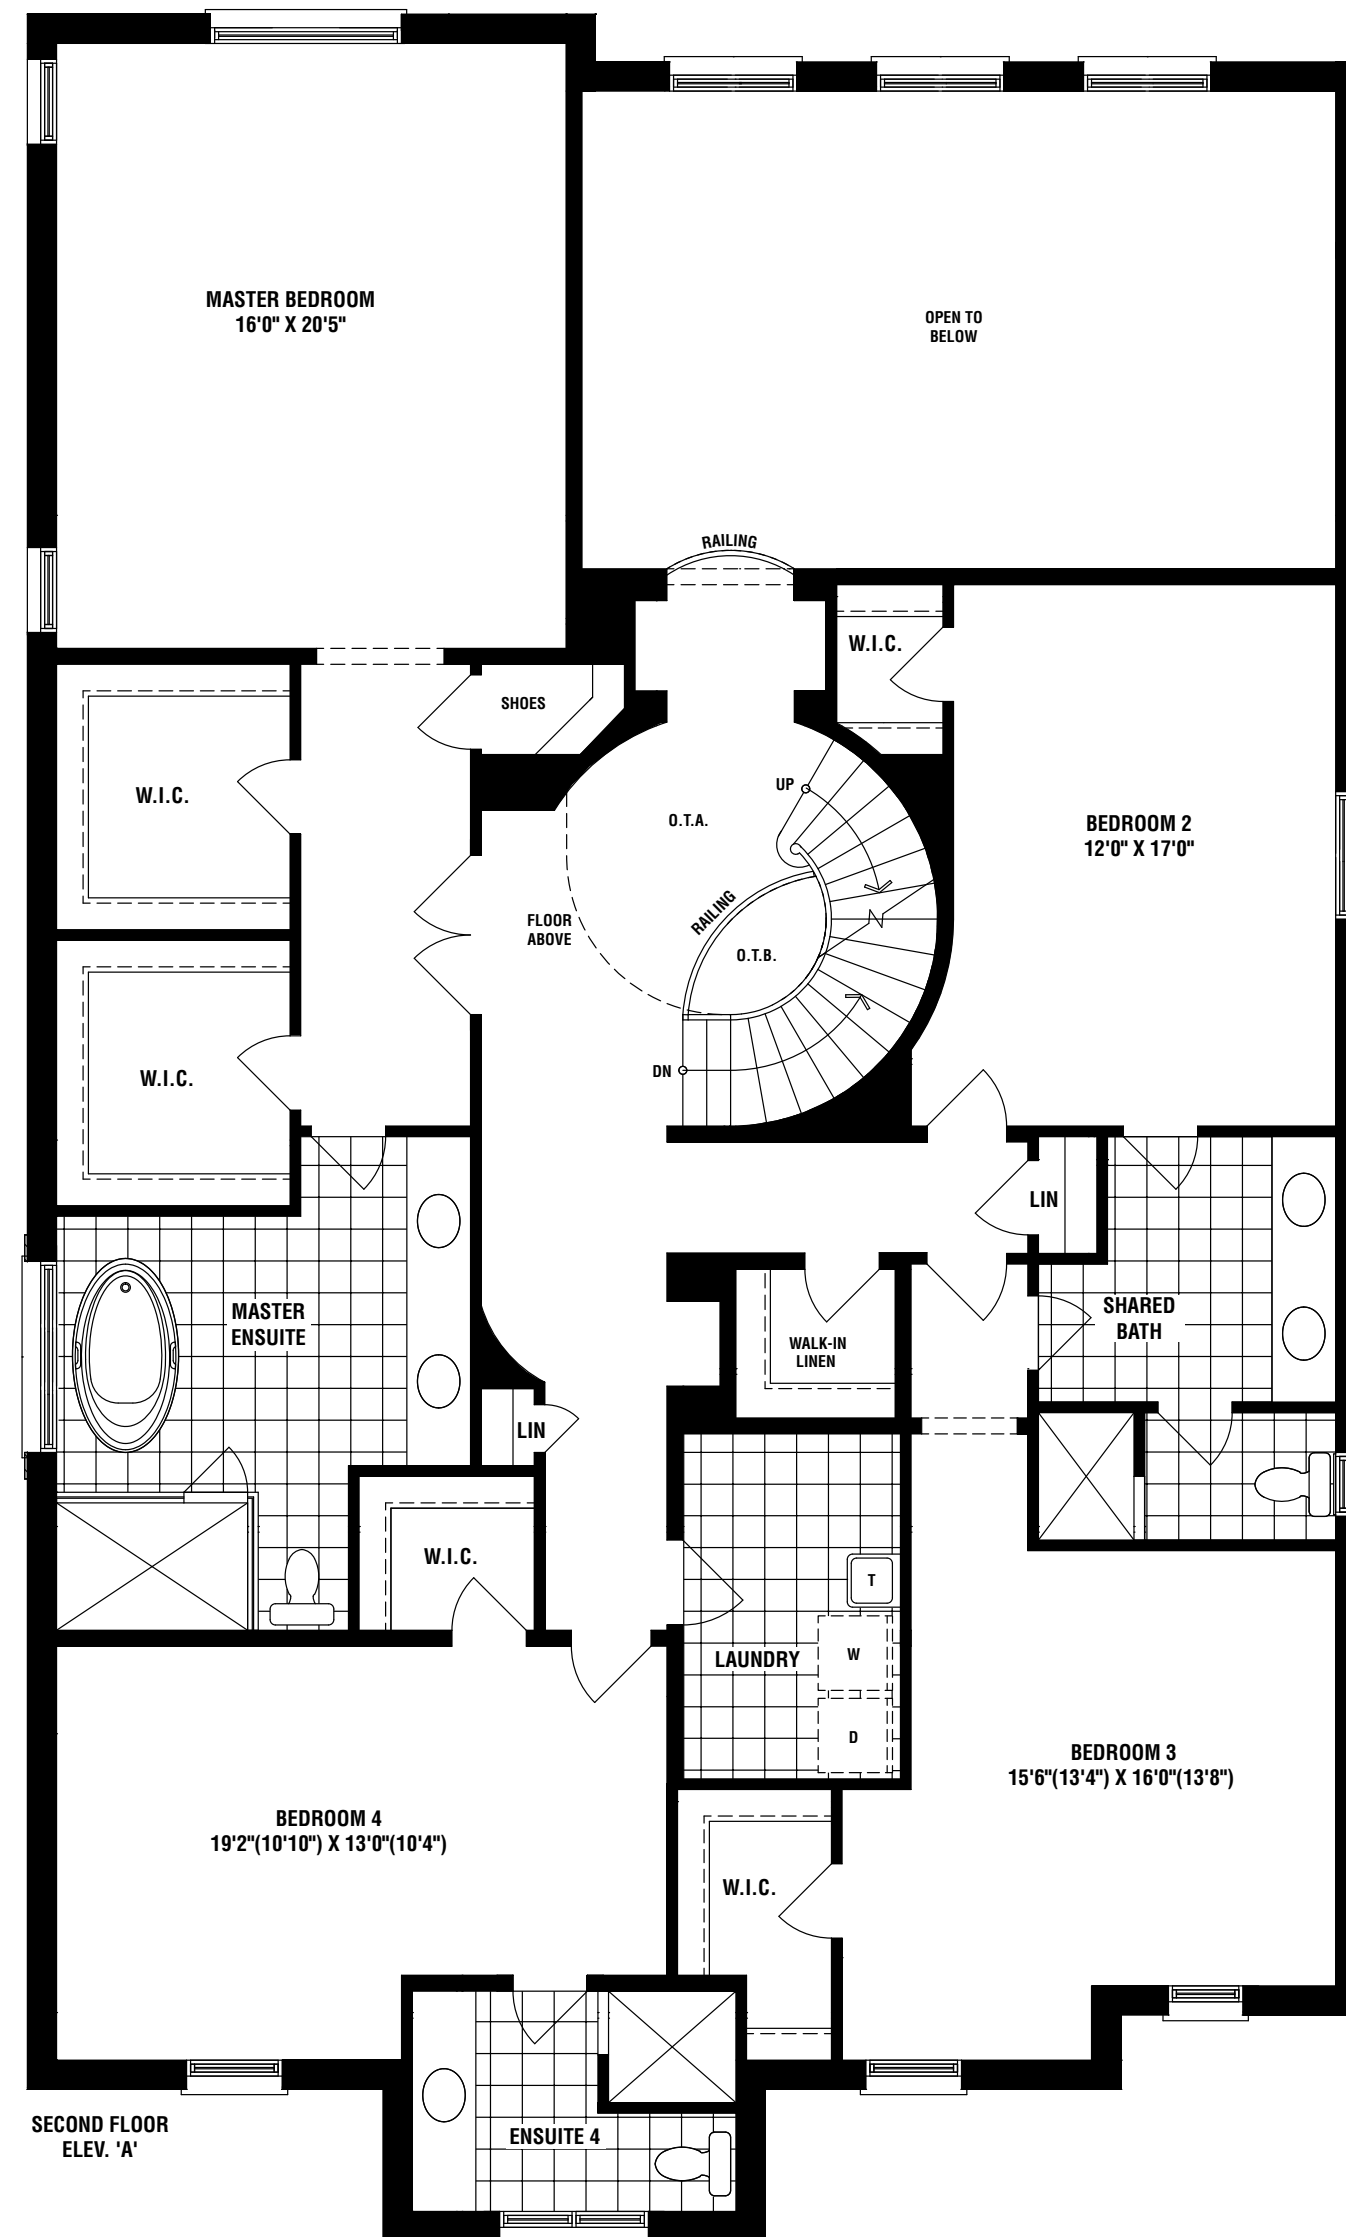 MASTER BEDROOM
16'0" X 20'5"
OPEN TO
BELOW
RAILING
W.I.C.
SHOES
W.I.C.
UP
O.T.A.
BEDROOM 2
12'0" X 17'0"
RAILING
FLOOR
ABOVE
O.T.B.
W.I.C.
DN
LIN
MASTER
ENSUITE
SHARED
BATH
WALK-IN
LINEN
LIN
W.I.C.
T
LAUNDRY
W
D
BEDROOM 3
15'6"(13'4") X 16'0"(13'8")
BEDROOM 4
19'2"(10'10") X 13'0"(10'4")
W.I.C.
SECOND FLOOR
ELEV. 'A'
ENSUITE 4